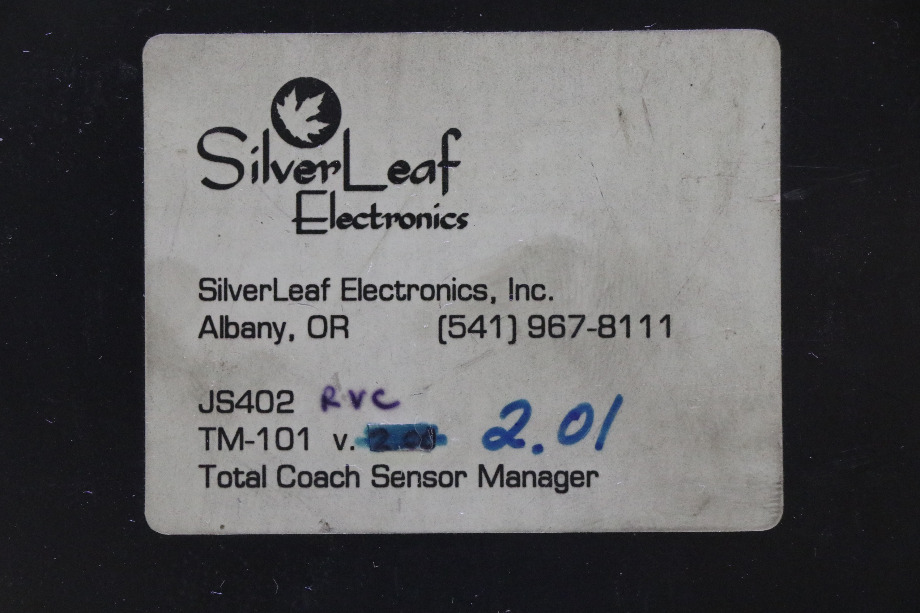 SilverLeaf
Electronics
SilverLeaf Electronics, Inc.
Albany, OR (541) 967-8111
JS402 RVC
TM-101 v. 2.01
Total Coach Sensor Manager